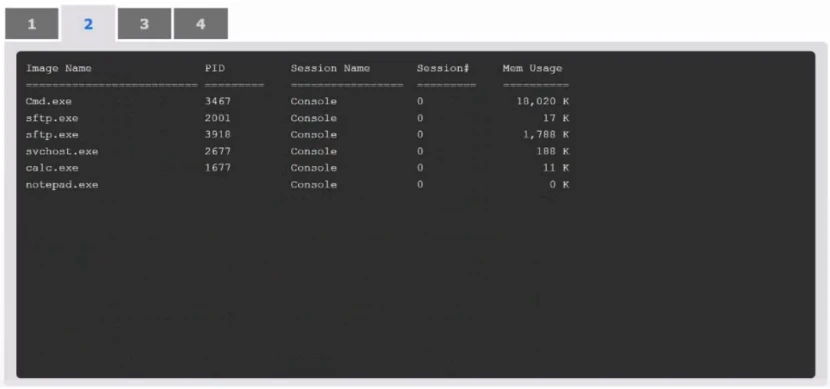 1 2 3 4
Image Name PID Session Name Session# Mem Usage
========================== ========= ================= ========= ==========
Cmd.exe 3467 Console 0 18,020 K
sftp.exe 2001 Console 0 17 K
sftp.exe 3918 Console 0 1,788 K
svchost.exe 2677 Console 0 188 K
calc.exe 1677 Console 0 11 K
notepad.exe Console 0 0 K